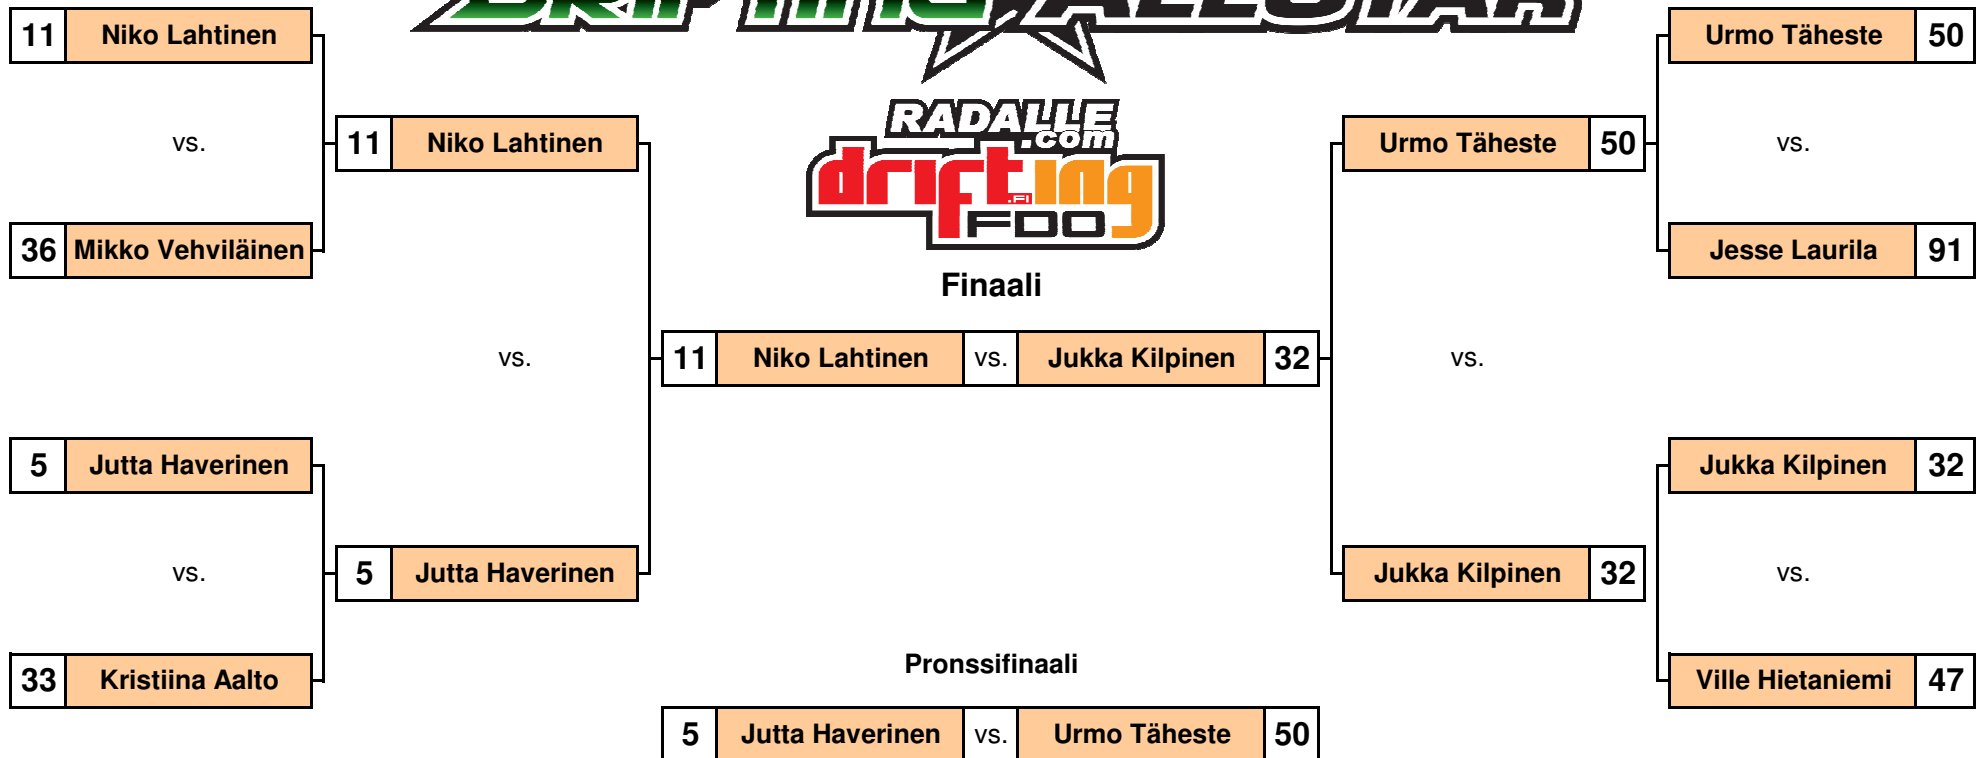 DRIFTING ALLSTAR
11 Niko Lahtinen
Urmo Täheste 50
RADALLE
.com
vs.
11 Niko Lahtinen
Urmo Täheste 50
vs.
drifting
.FI
FDO
36 Mikko Vehviläinen
Jesse Laurila 91
Finaali
vs.
11 Niko Lahtinen vs. Jukka Kilpinen 32
vs.
5 Jutta Haverinen
Jukka Kilpinen 32
vs.
5 Jutta Haverinen
Jukka Kilpinen 32
vs.
Pronssifinaali
33 Kristiina Aalto
Ville Hietaniemi 47
5 Jutta Haverinen vs. Urmo Täheste 50